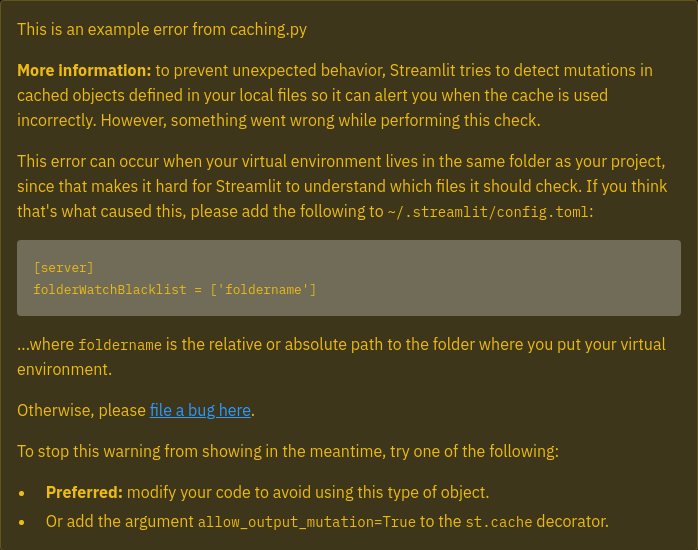 This is an example error from caching.py
More information: to prevent unexpected behavior, Streamlit tries to detect mutations in
cached objects defined in your local files so it can alert you when the cache is used
incorrectly. However, something went wrong while performing this check.
This error can occur when your virtual environment lives in the same folder as your project,
since that makes it hard for Streamlit to understand which files it should check. If you think
that's what caused this, please add the following to ~/.streamlit/config.toml:
[server]
folderWatchBlacklist = ['foldername']
...where foldername is the relative or absolute path to the folder where you put your virtual
environment.
Otherwise, please file a bug here.
To stop this warning from showing in the meantime, try one of the following:
• Preferred: modify your code to avoid using this type of object.
• Or add the argument allow_output_mutation=True to the st.cache decorator.